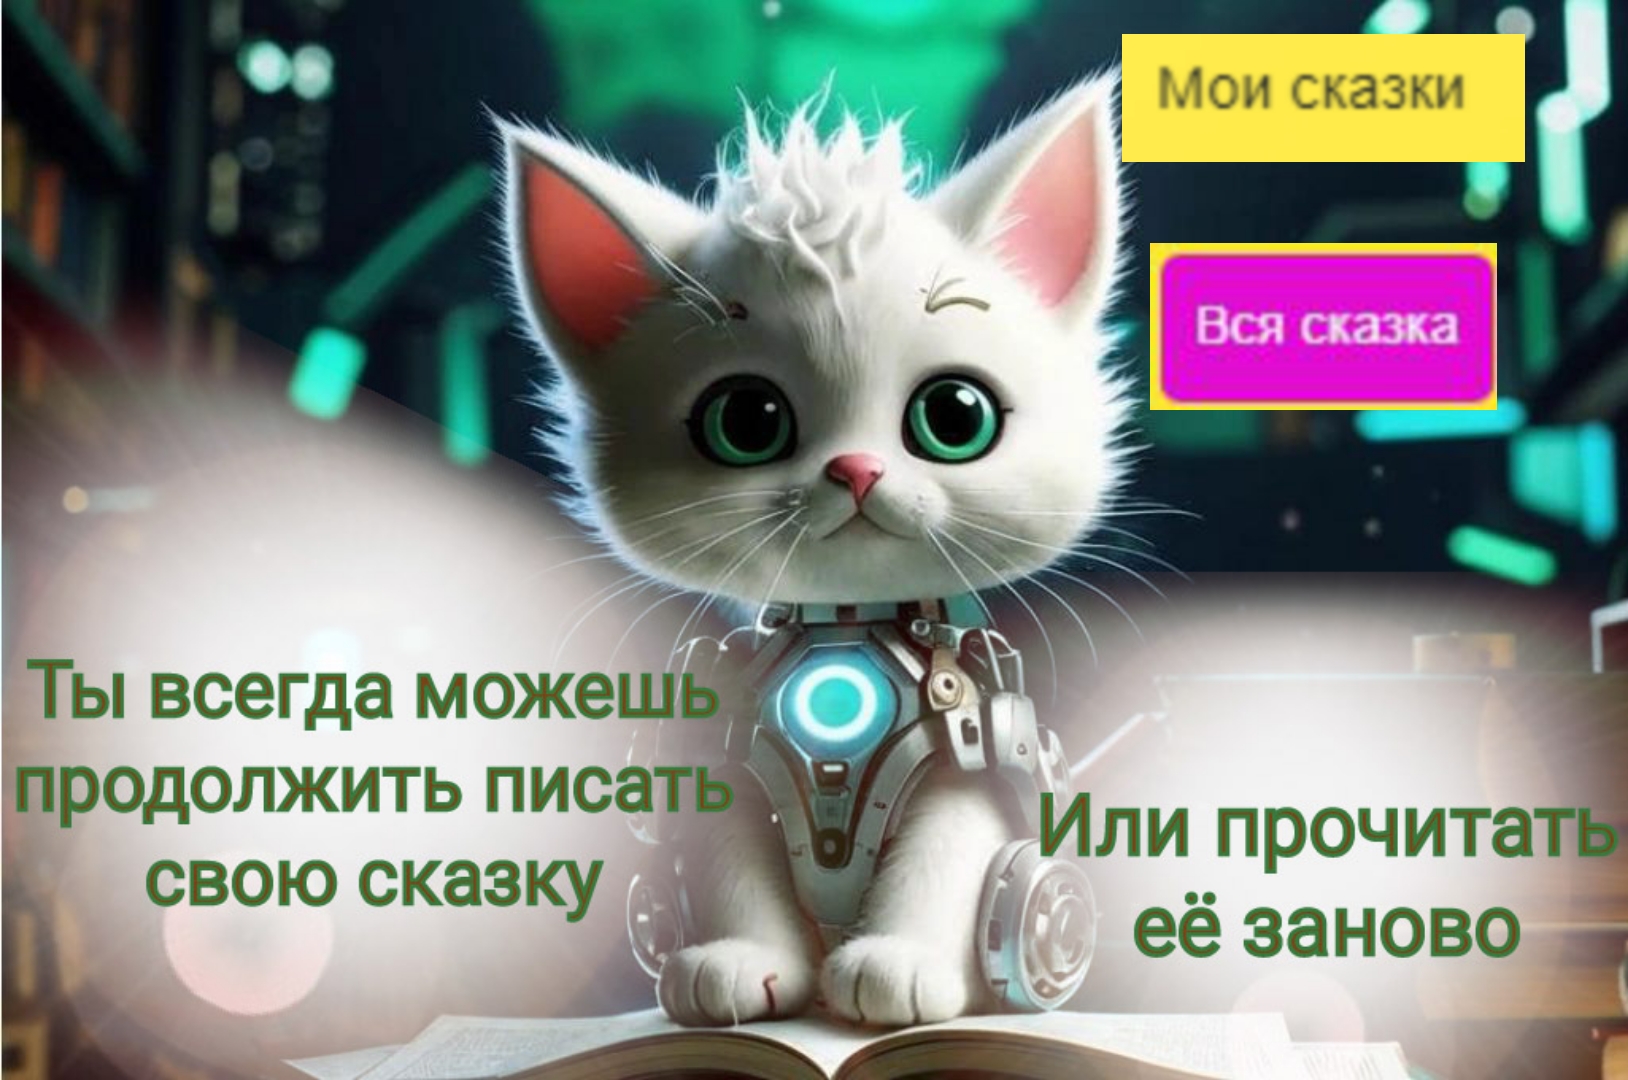 Мои сказки
Вся сказка
Ты всегда можешь
продолжить писать
свою сказку
Или прочитать
её заново